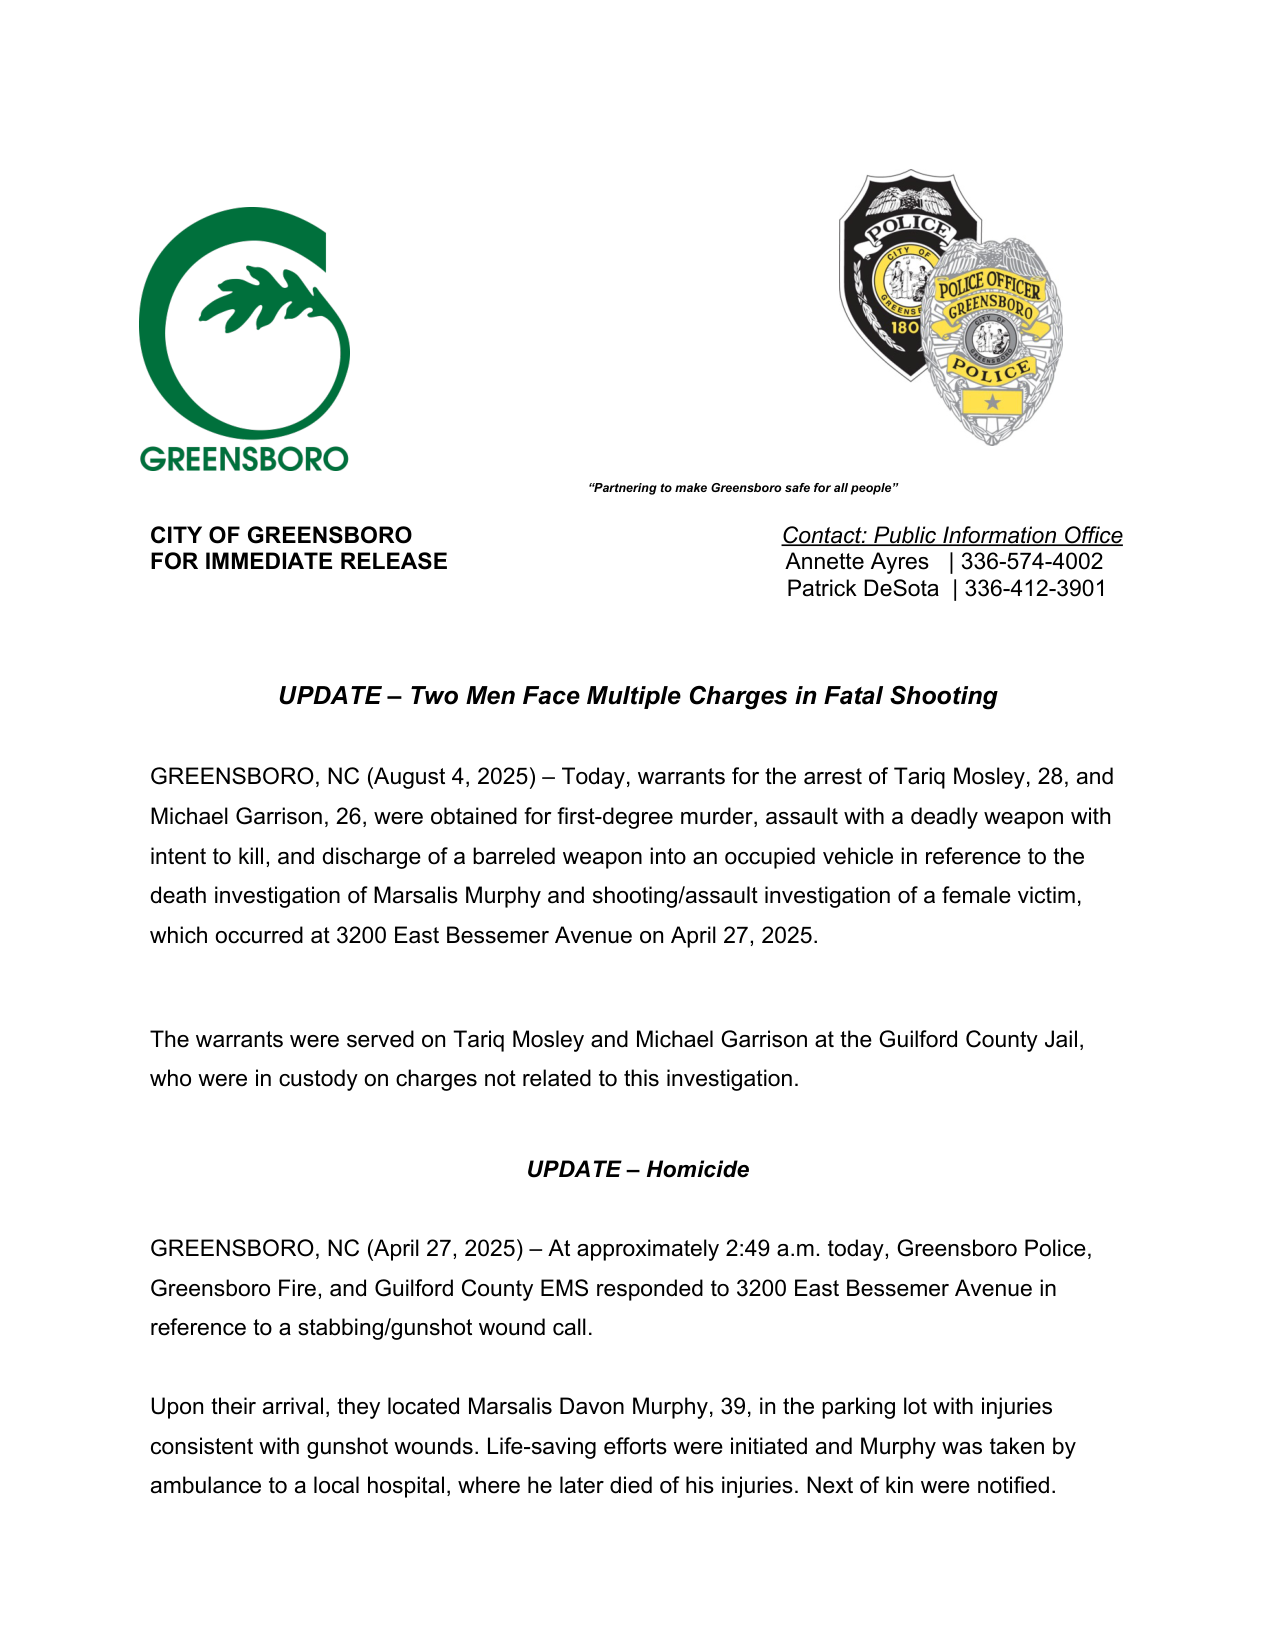 POLICE
CITY OF
GREENS
180
POLICE OFFICER
GREENSBORO
CITY OF
GREENSBORO
POLICE
GREENSBORO
“Partnering to make Greensboro safe for all people”
CITY OF GREENSBORO
FOR IMMEDIATE RELEASE
Contact: Public Information Office
Annette Ayres | 336-574-4002
Patrick DeSota | 336-412-3901
UPDATE – Two Men Face Multiple Charges in Fatal Shooting
GREENSBORO, NC (August 4, 2025) – Today, warrants for the arrest of Tariq Mosley, 28, and
Michael Garrison, 26, were obtained for first-degree murder, assault with a deadly weapon with
intent to kill, and discharge of a barreled weapon into an occupied vehicle in reference to the
death investigation of Marsalis Murphy and shooting/assault investigation of a female victim,
which occurred at 3200 East Bessemer Avenue on April 27, 2025.
The warrants were served on Tariq Mosley and Michael Garrison at the Guilford County Jail,
who were in custody on charges not related to this investigation.
UPDATE – Homicide
GREENSBORO, NC (April 27, 2025) – At approximately 2:49 a.m. today, Greensboro Police,
Greensboro Fire, and Guilford County EMS responded to 3200 East Bessemer Avenue in
reference to a stabbing/gunshot wound call.
Upon their arrival, they located Marsalis Davon Murphy, 39, in the parking lot with injuries
consistent with gunshot wounds. Life-saving efforts were initiated and Murphy was taken by
ambulance to a local hospital, where he later died of his injuries. Next of kin were notified.